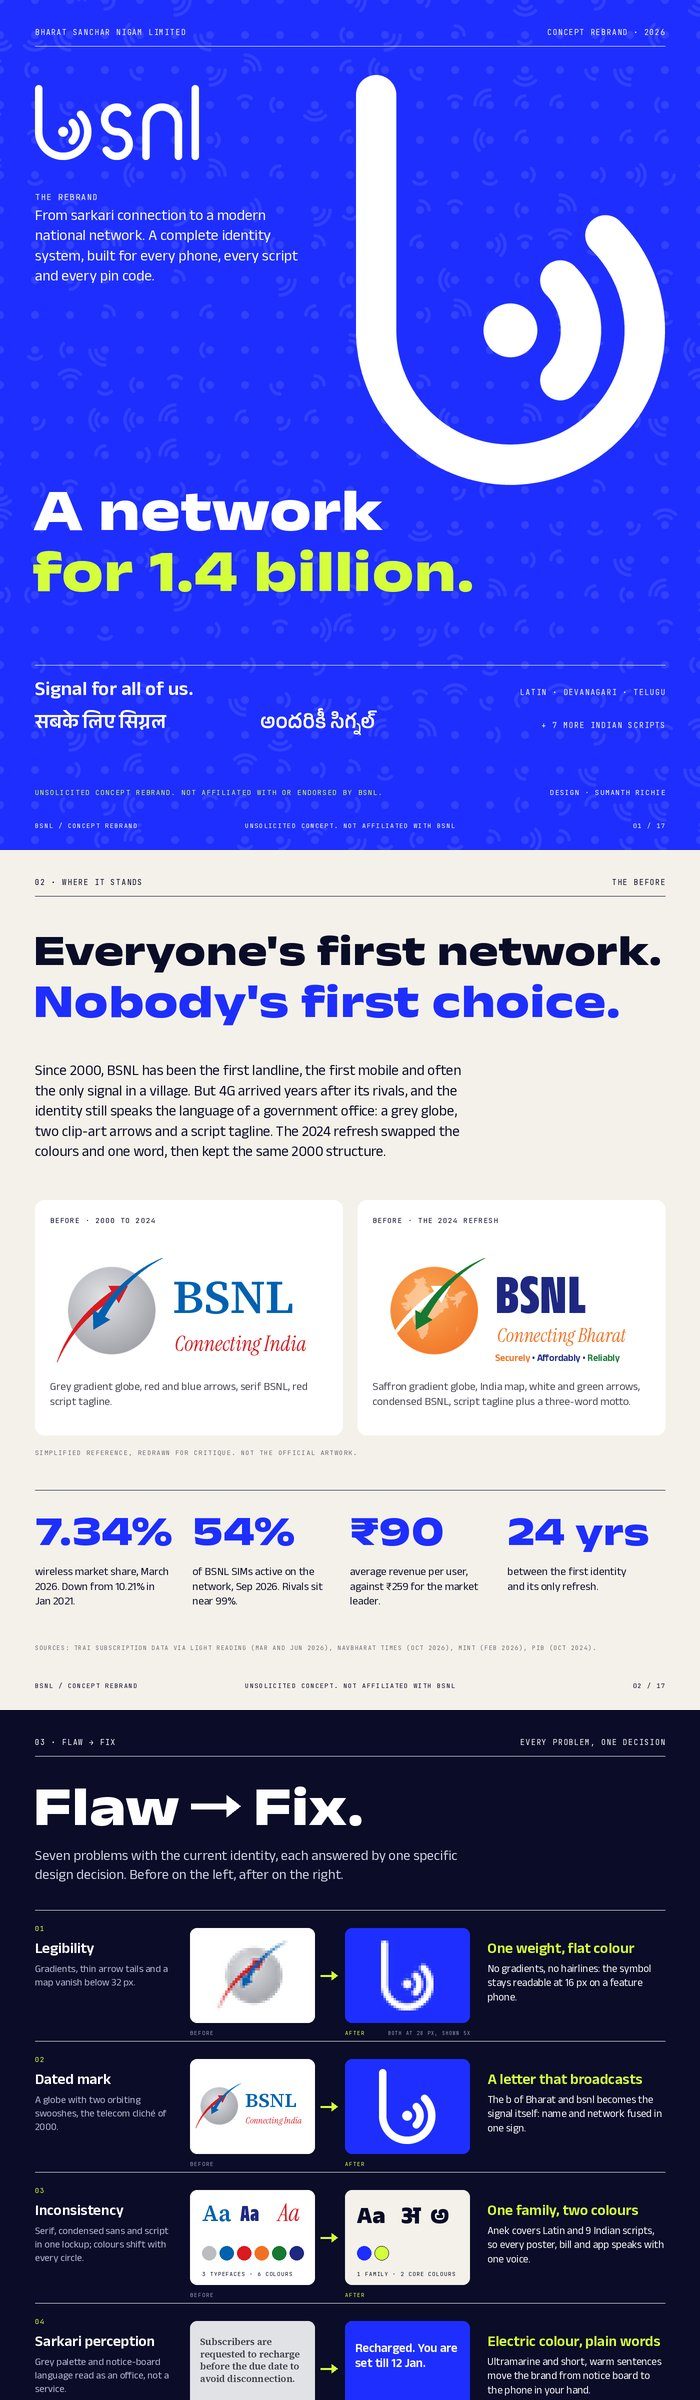 BHARAT SANCHAR NIGAM LIMITED
CONCEPT REBRAND · 2026
bsnl
THE REBRAND
From sarkari connection to a modern
national network. A complete identity
system, built for every phone, every script
and every pin code.
A network
for 1.4 billion.
Signal for all of us.
सबके लिए सिग्नल
అందరికీ సిగ్నల్
LATIN · DEVANAGARI · TELUGU
+ 7 MORE INDIAN SCRIPTS
UNSOLICITED CONCEPT REBRAND. NOT AFFILIATED WITH OR ENDORSED BY BSNL.
DESIGN · SUMANTH RICHIE
BSNL / CONCEPT REBRAND
UNSOLICITED CONCEPT. NOT AFFILIATED WITH BSNL
01 / 17
02 · WHERE IT STANDS
THE BEFORE
Everyone's first network.
Nobody's first choice.
Since 2000, BSNL has been the first landline, the first mobile and often
the only signal in a village. But 4G arrived years after its rivals, and the
identity still speaks the language of a government office: a grey globe,
two clip-art arrows and a script tagline. The 2024 refresh swapped the
colours and one word, then kept the same 2000 structure.
BEFORE · 2000 TO 2024
BSNL
Connecting India
Grey gradient globe, red and blue arrows, serif BSNL, red
script tagline.
BEFORE · THE 2024 REFRESH
BSNL
Connecting Bharat
Securely • Affordably • Reliably
Saffron gradient globe, India map, white and green arrows,
condensed BSNL, script tagline plus a three-word motto.
SIMPLIFIED REFERENCE, REDRAWN FOR CRITIQUE. NOT THE OFFICIAL ARTWORK.
7.34%
wireless market share, March
2026. Down from 10.21% in
Jan 2021.
54%
of BSNL SIMs active on the
network, Sep 2026. Rivals sit
near 99%.
₹90
average revenue per user,
against ₹259 for the market
leader.
24 yrs
between the first identity
and its only refresh.
SOURCES: TRAI SUBSCRIPTION DATA VIA LIGHT READING (MAR AND JUN 2026), NAVBHARAT TIMES (OCT 2026), MINT (FEB 2026), PIB (OCT 2024).
BSNL / CONCEPT REBRAND
UNSOLICITED CONCEPT. NOT AFFILIATED WITH BSNL
02 / 17
03 · FLAW → FIX
EVERY PROBLEM, ONE DECISION
Flaw → Fix.
Seven problems with the current identity, each answered by one specific
design decision. Before on the left, after on the right.
01
Legibility
Gradients, thin arrow tails and a
map vanish below 32 px.
BEFORE
AFTER
BOTH AT 28 PX, SHOWN 5X
One weight, flat colour
No gradients, no hairlines: the symbol
stays readable at 16 px on a feature
phone.
02
Dated mark
A globe with two orbiting
swooshes, the telecom cliché of
2000.
BSNL
Connecting India
BEFORE
AFTER
A letter that broadcasts
The b of Bharat and bsnl becomes the
signal itself: name and network fused in
one sign.
03
Inconsistency
Serif, condensed sans and script
in one lockup; colours shift with
every circle.
Aa Aa Aa
3 TYPEFACES · 6 COLOURS
BEFORE
Aa अ అ
1 FAMILY · 2 CORE COLOURS
AFTER
One family, two colours
Anek covers Latin and 9 Indian scripts,
so every poster, bill and app speaks with
one voice.
04
Sarkari perception
Grey palette and notice-board
language read as an office, not a
service.
Subscribers are
requested to recharge
before the due date to
avoid disconnection.
Recharged. You are
set till 12 Jan.
Electric colour, plain words
Ultramarine and short, warm sentences
move the brand from notice board to
the phone in your hand.